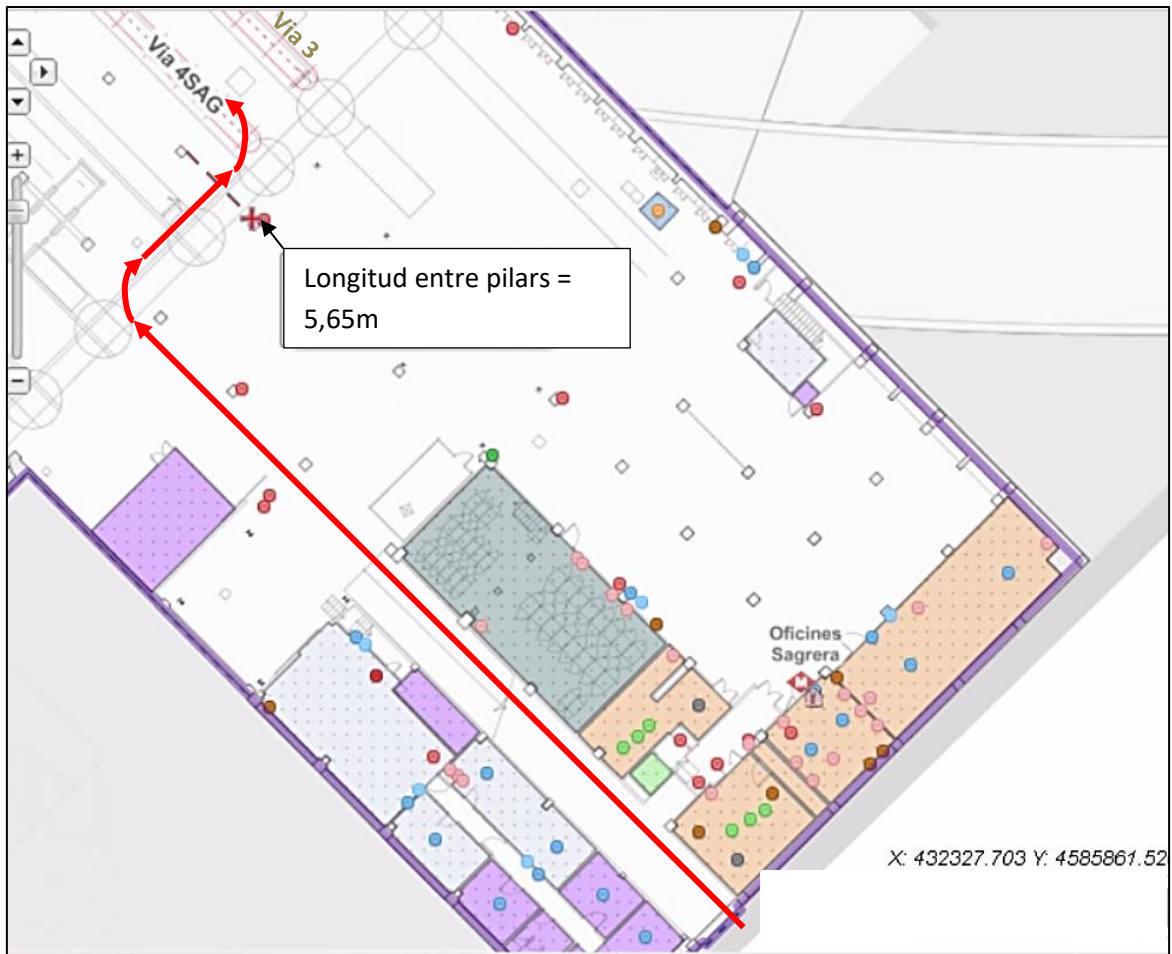 Via 3
Via 4SAG
Longitud entre pilars =
5,65m
Oficines
Sagrera
X: 432327.703 Y: 4585861.52